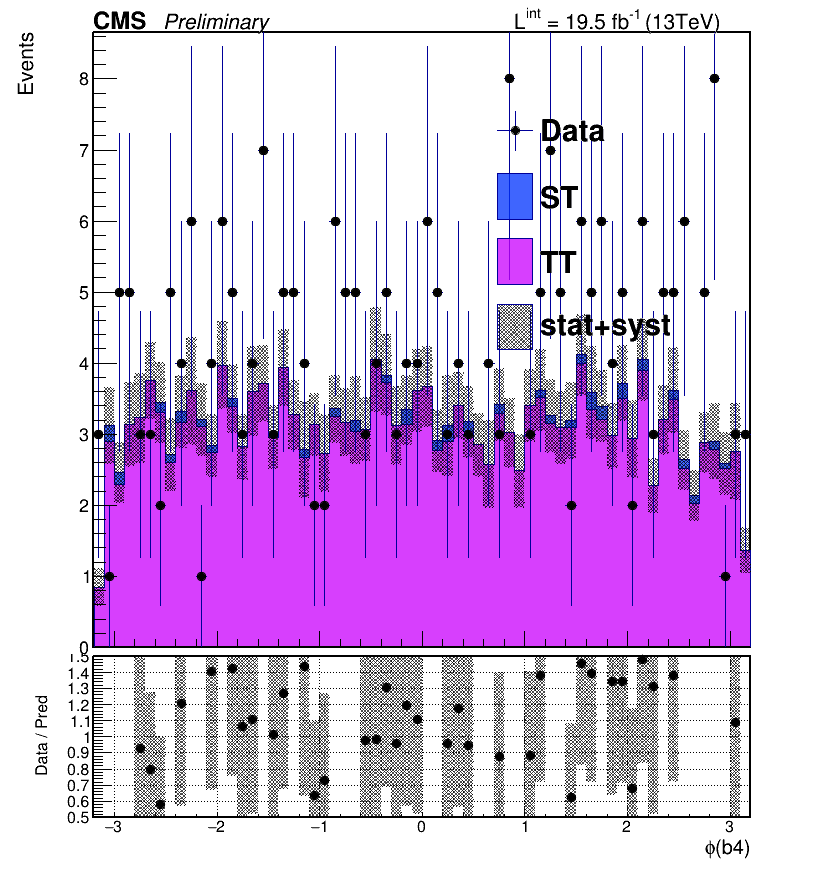 CMS Preliminary L^int = 19.5 fb^-1 (13TeV)
Events
8
7
6
5
4
3
2
1
0
Data
ST
TT
stat+syst
Data / Pred
1.5
1.4
1.3
1.2
1.1
1
0.9
0.8
0.7
0.6
0.5
−3 −2 −1 0 1 2 3
ϕ(b4)